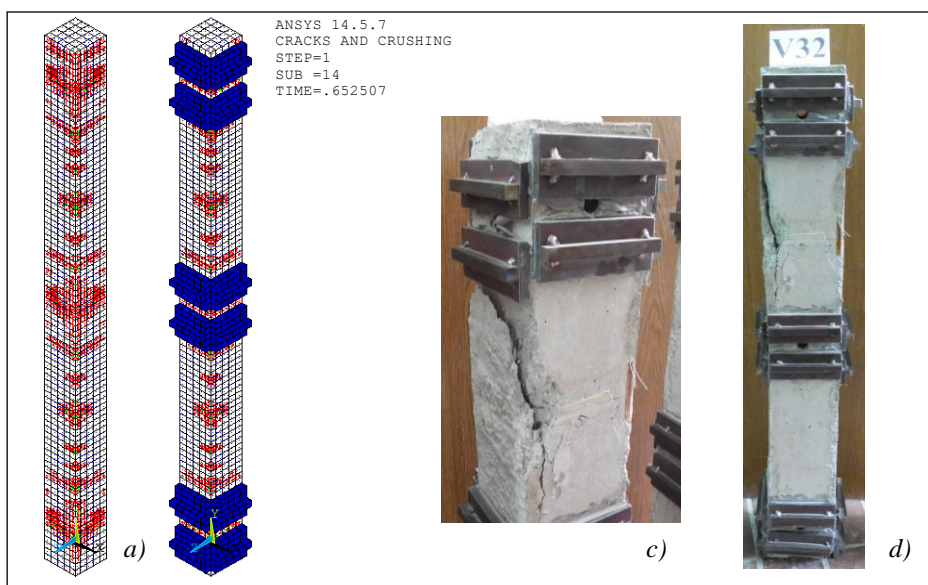 ANSYS 14.5.7
CRACKS AND CRUSHING
STEP=1
SUB =14
TIME=.652507
V32
a)
Y
c)
d)